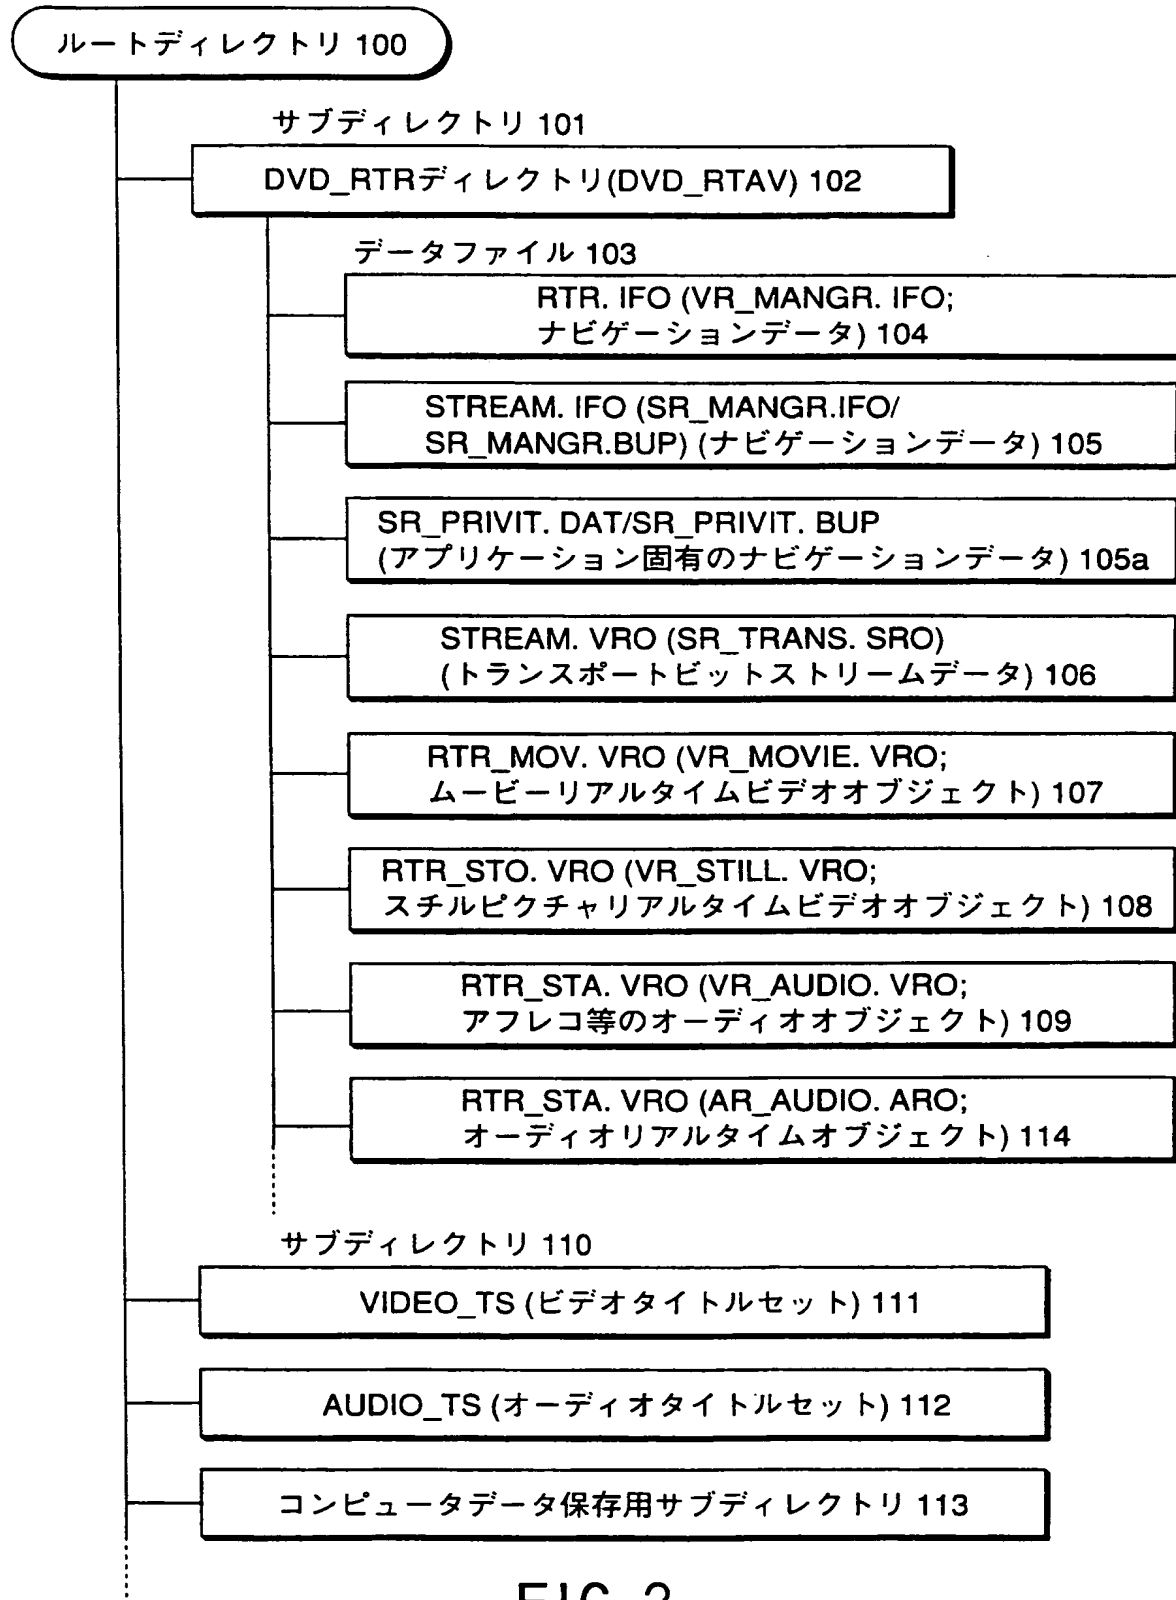 ルートディレクトリ 100
サブディレクトリ 101
DVD_RTRディレクトリ(DVD_RTAV) 102
データファイル 103
RTR. IFO (VR_MANGR. IFO;
ナビゲーションデータ) 104
STREAM. IFO (SR_MANGR.IFO/
SR_MANGR.BUP) (ナビゲーションデータ) 105
SR_PRIVIT. DAT/SR_PRIVIT. BUP
(アプリケーション固有のナビゲーションデータ) 105a
STREAM. VRO (SR_TRANS. SRO)
(トランスポートビットストリームデータ) 106
RTR_MOV. VRO (VR_MOVIE. VRO;
ムービーリアルタイムビデオオブジェクト) 107
RTR_STO. VRO (VR_STILL. VRO;
スチルピクチャリアルタイムビデオオブジェクト) 108
RTR_STA. VRO (VR_AUDIO. VRO;
アフレコ等のオーディオオブジェクト) 109
RTR_STA. VRO (AR_AUDIO. ARO;
オーディオリアルタイムオブジェクト) 114
サブディレクトリ 110
VIDEO_TS (ビデオタイトルセット) 111
AUDIO_TS (オーディオタイトルセット) 112
コンピュータデータ保存用サブディレクトリ 113